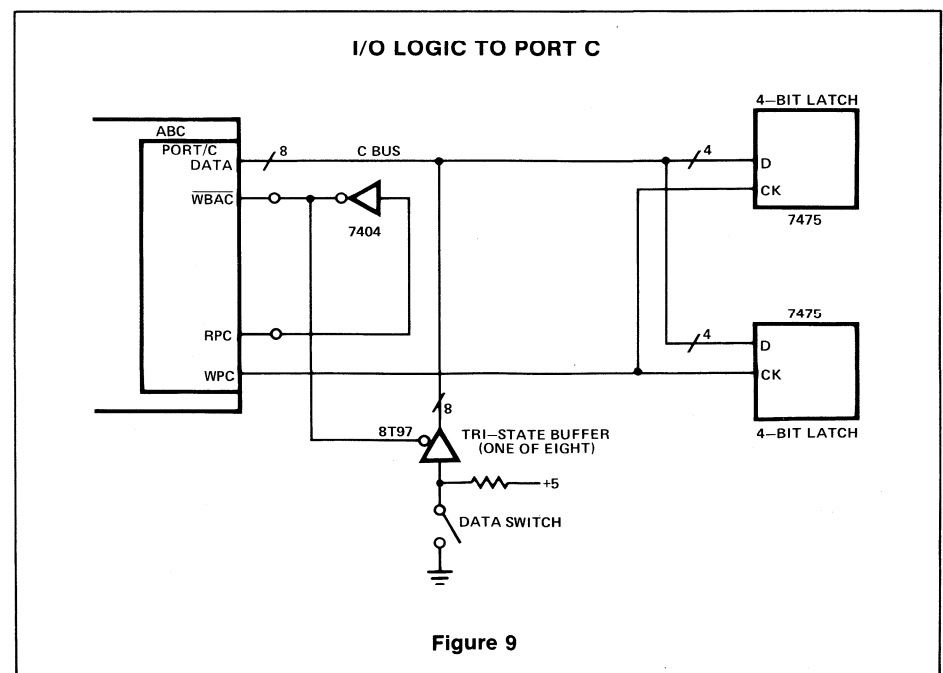 I/O LOGIC TO PORT C
4–BIT LATCH
ABC
PORT/C
DATA
8
C BUS
4
D
WBAC
CK
7404
7475
7475
RPC
4
D
WPC
CK
8
8T97
TRI–STATE BUFFER
(ONE OF EIGHT)
4–BIT LATCH
+5
DATA SWITCH
Figure 9